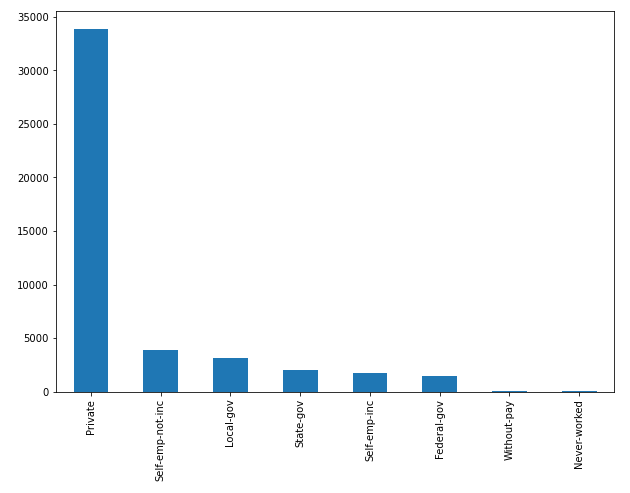 35000
30000
25000
20000
15000
10000
5000
0
Private
Self-emp-not-inc
Local-gov
State-gov
Self-emp-inc
Federal-gov
Without-pay
Never-worked